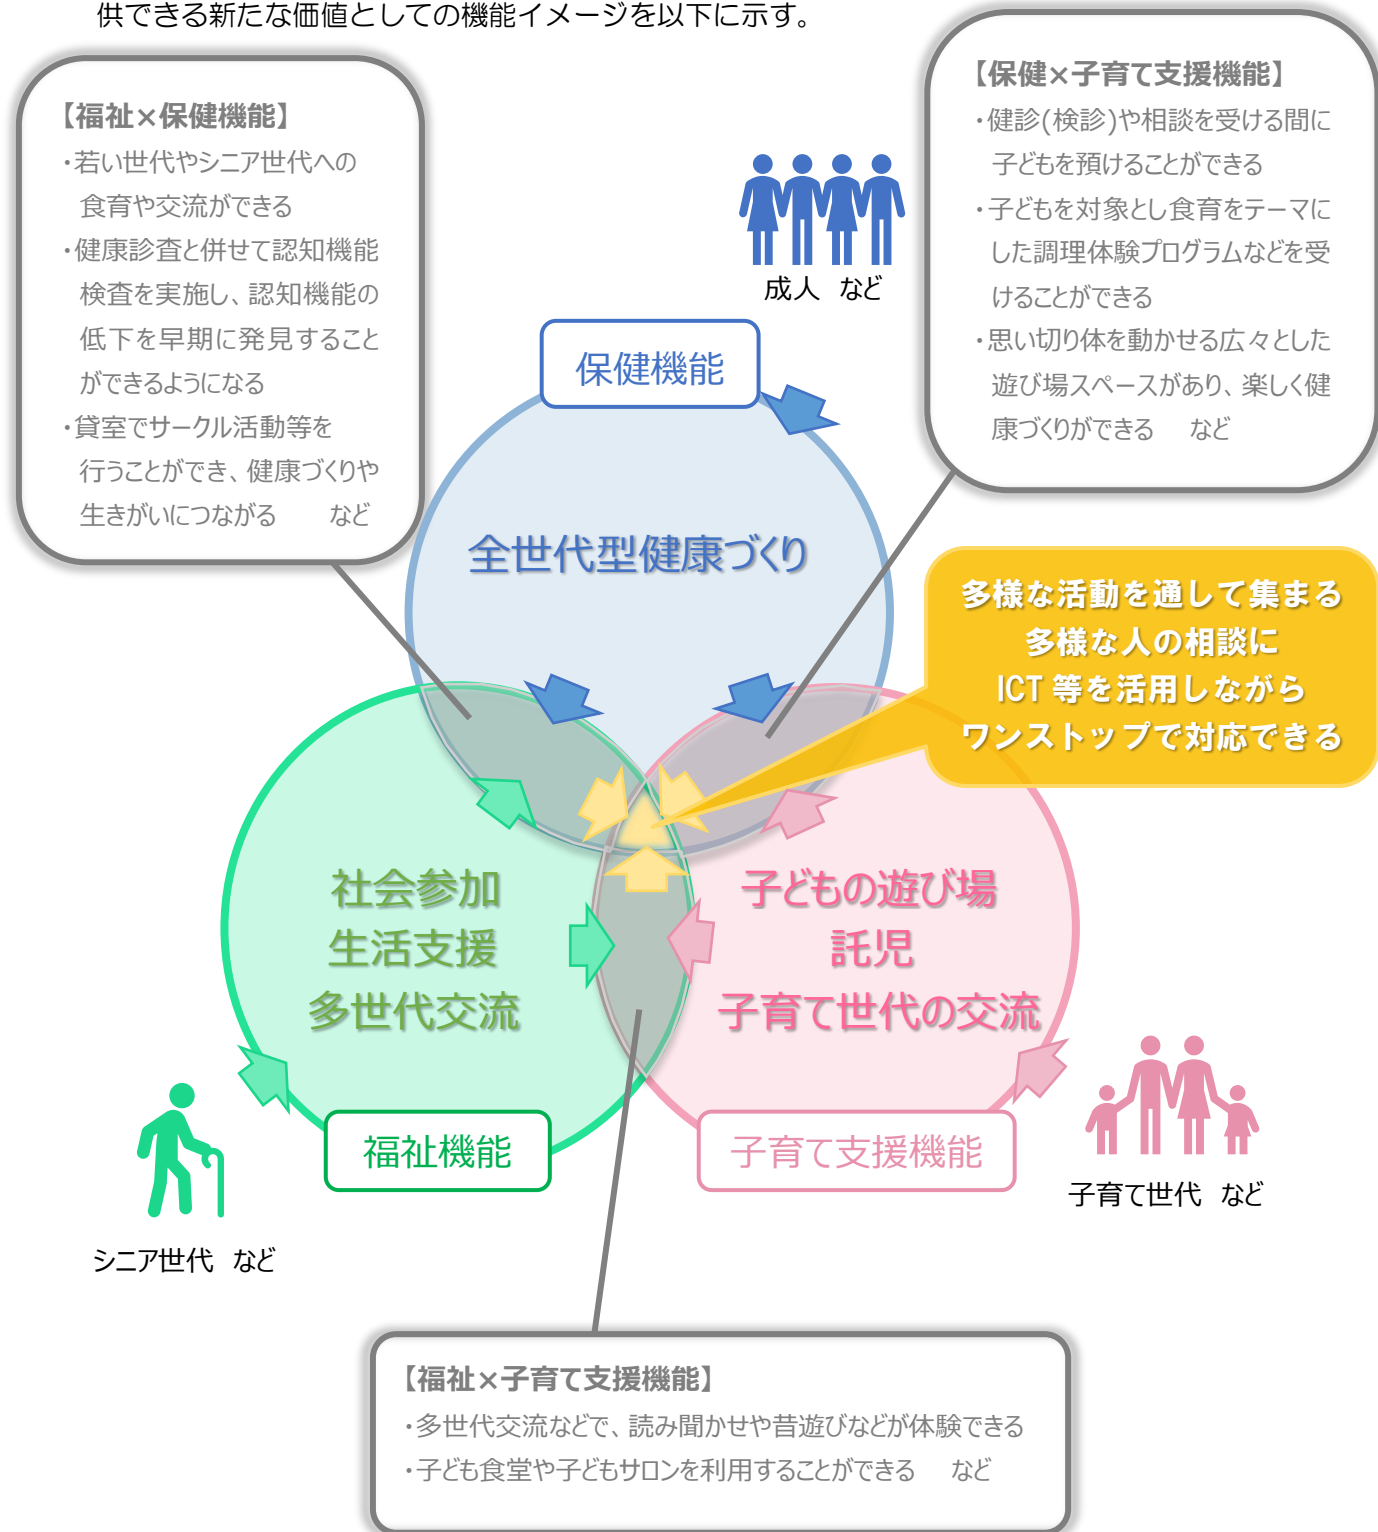 供できる新たな価値としての機能イメージを以下に示す。
【福祉×保健機能】
・若い世代やシニア世代への
食育や交流ができる
・健康診査と併せて認知機能
検査を実施し、認知機能の
低下を早期に発見すること
ができるようになる
・貸室でサークル活動等を
行うことができ、健康づくりや
生きがいにつながる　など
【保健×子育て支援機能】
・健診(検診)や相談を受ける間に
子どもを預けることができる
・子どもを対象とし食育をテーマに
した調理体験プログラムなどを受
けることができる
・思い切り体を動かせる広々とした
遊び場スペースがあり、楽しく健
康づくりができる　など
成人　など
保健機能
全世代型健康づくり
多様な活動を通して集まる
多様な人の相談に
ICT 等を活用しながら
ワンストップで対応できる
社会参加
生活支援
多世代交流
子どもの遊び場
託児
子育て世代の交流
福祉機能
子育て支援機能
シニア世代　など
子育て世代　など
【福祉×子育て支援機能】
・多世代交流などで、読み聞かせや昔遊びなどが体験できる
・子ども食堂や子どもサロンを利用することができる　など